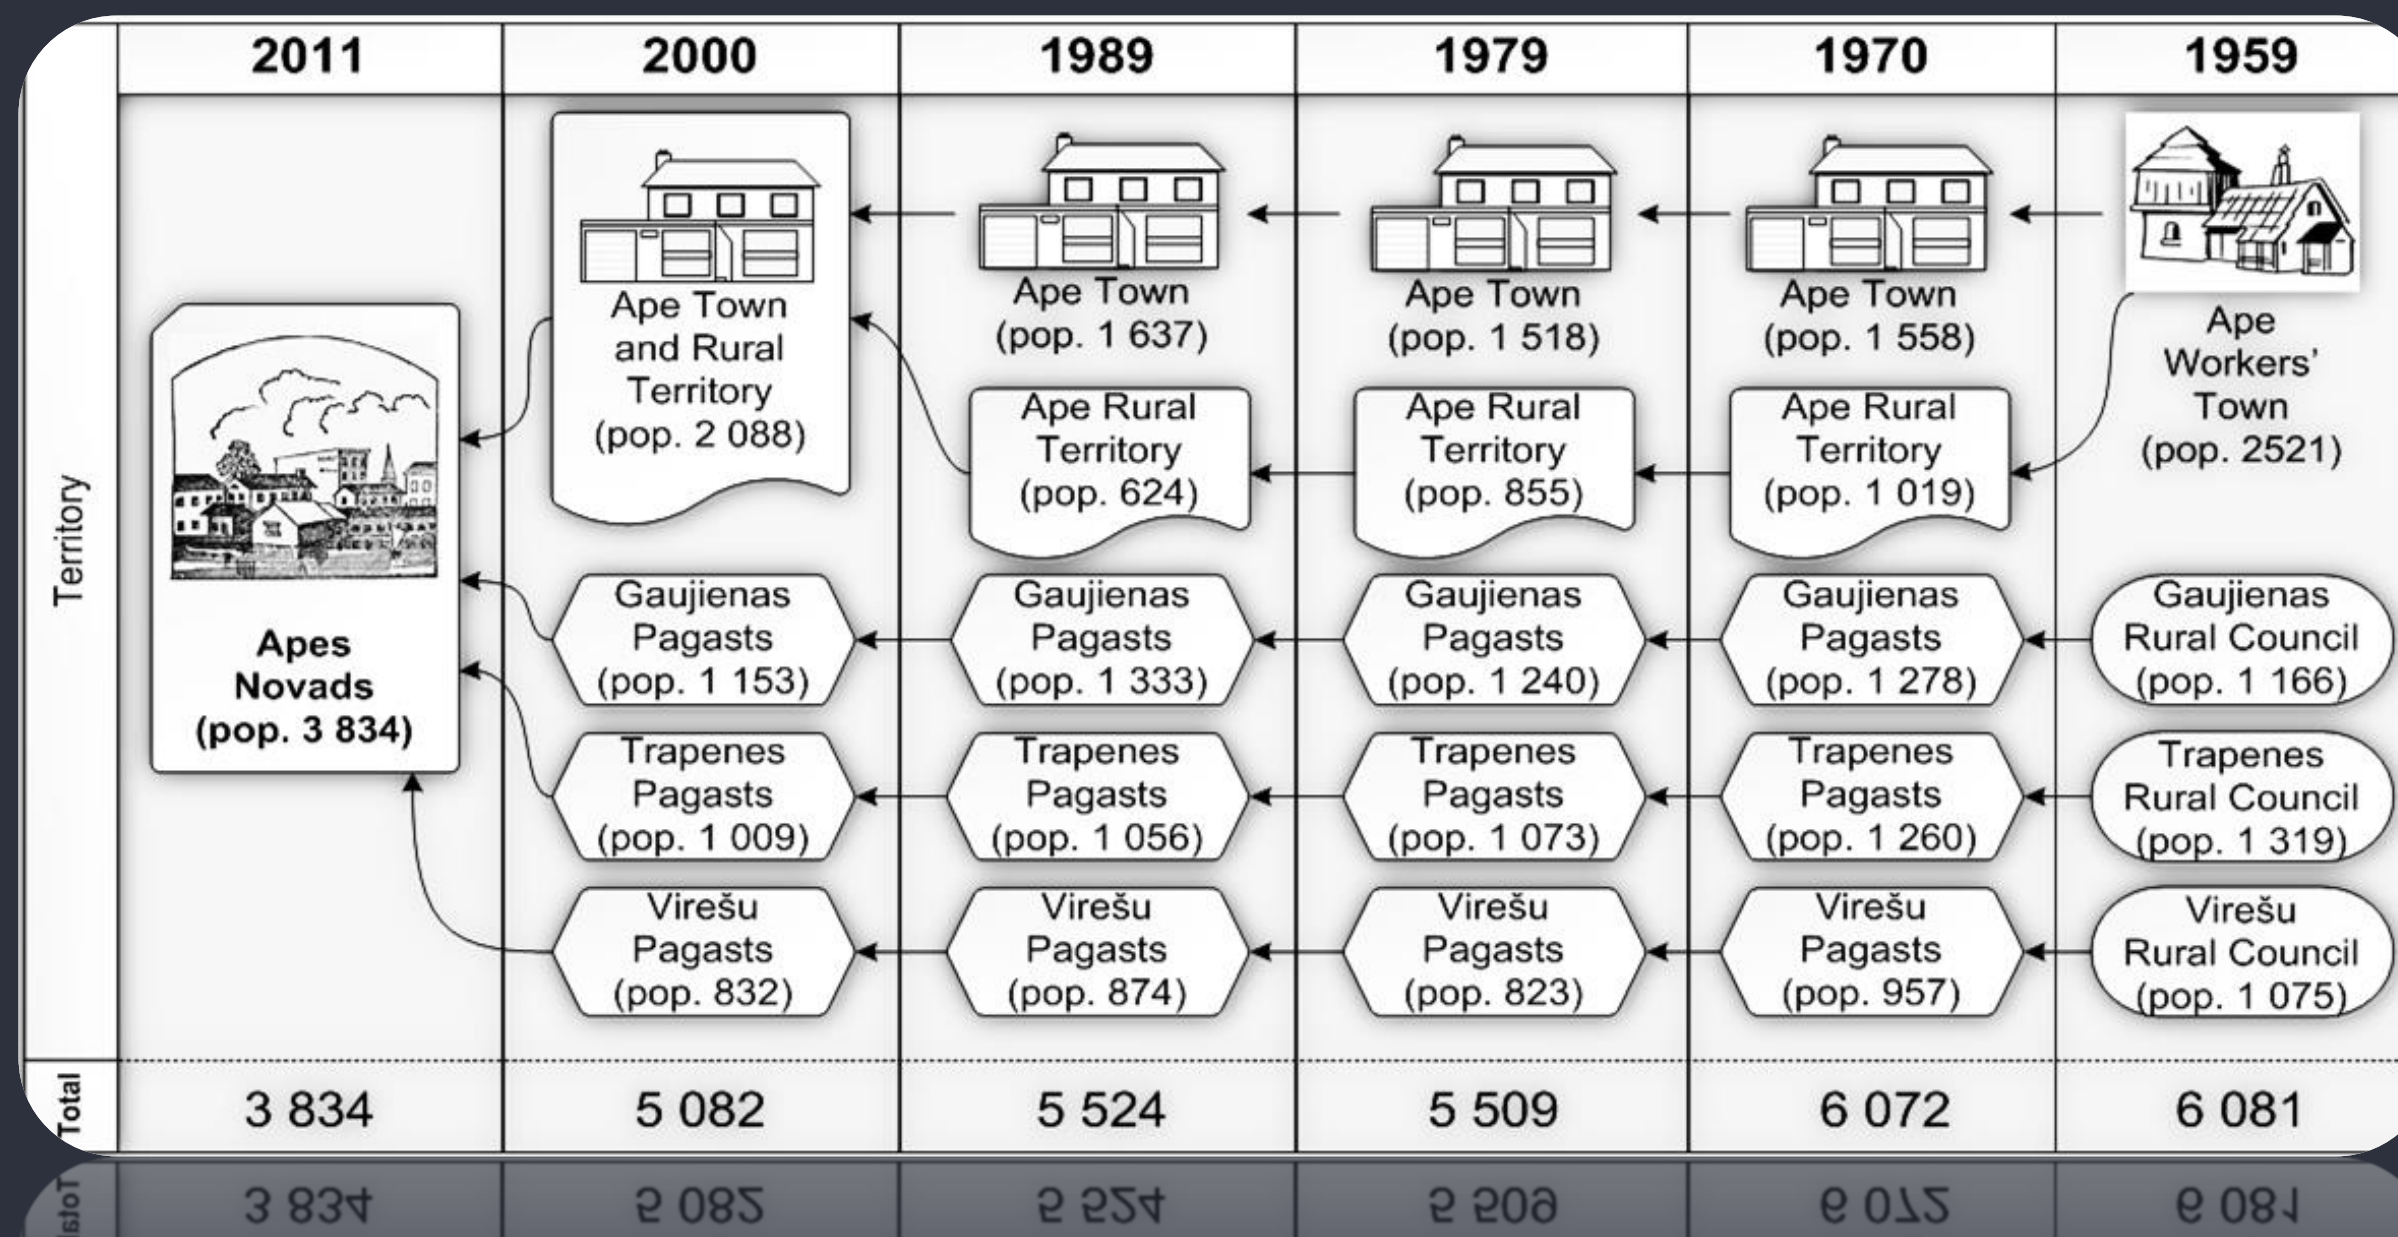 2011
2000
1989
1979
1970
1959
Territory
Apes
Novads
(pop. 3 834)
Ape Town
and Rural
Territory
(pop. 2 088)
Gaujienas
Pagasts
(pop. 1 153)
Trapenes
Pagasts
(pop. 1 009)
Virešu
Pagasts
(pop. 832)
Ape Town
(pop. 1 637)
Ape Rural
Territory
(pop. 624)
Gaujienas
Pagasts
(pop. 1 333)
Trapenes
Pagasts
(pop. 1 056)
Virešu
Pagasts
(pop. 874)
Ape Town
(pop. 1 518)
Ape Rural
Territory
(pop. 855)
Gaujienas
Pagasts
(pop. 1 240)
Trapenes
Pagasts
(pop. 1 073)
Virešu
Pagasts
(pop. 823)
Ape Town
(pop. 1 558)
Ape Rural
Territory
(pop. 1 019)
Gaujienas
Pagasts
(pop. 1 278)
Trapenes
Pagasts
(pop. 1 260)
Virešu
Pagasts
(pop. 957)
Ape
Workers’
Town
(pop. 2521)
Gaujienas
Rural Council
(pop. 1 166)
Trapenes
Rural Council
(pop. 1 319)
Virešu
Rural Council
(pop. 1 075)
Total
3 834
5 082
5 524
5 509
6 072
6 081